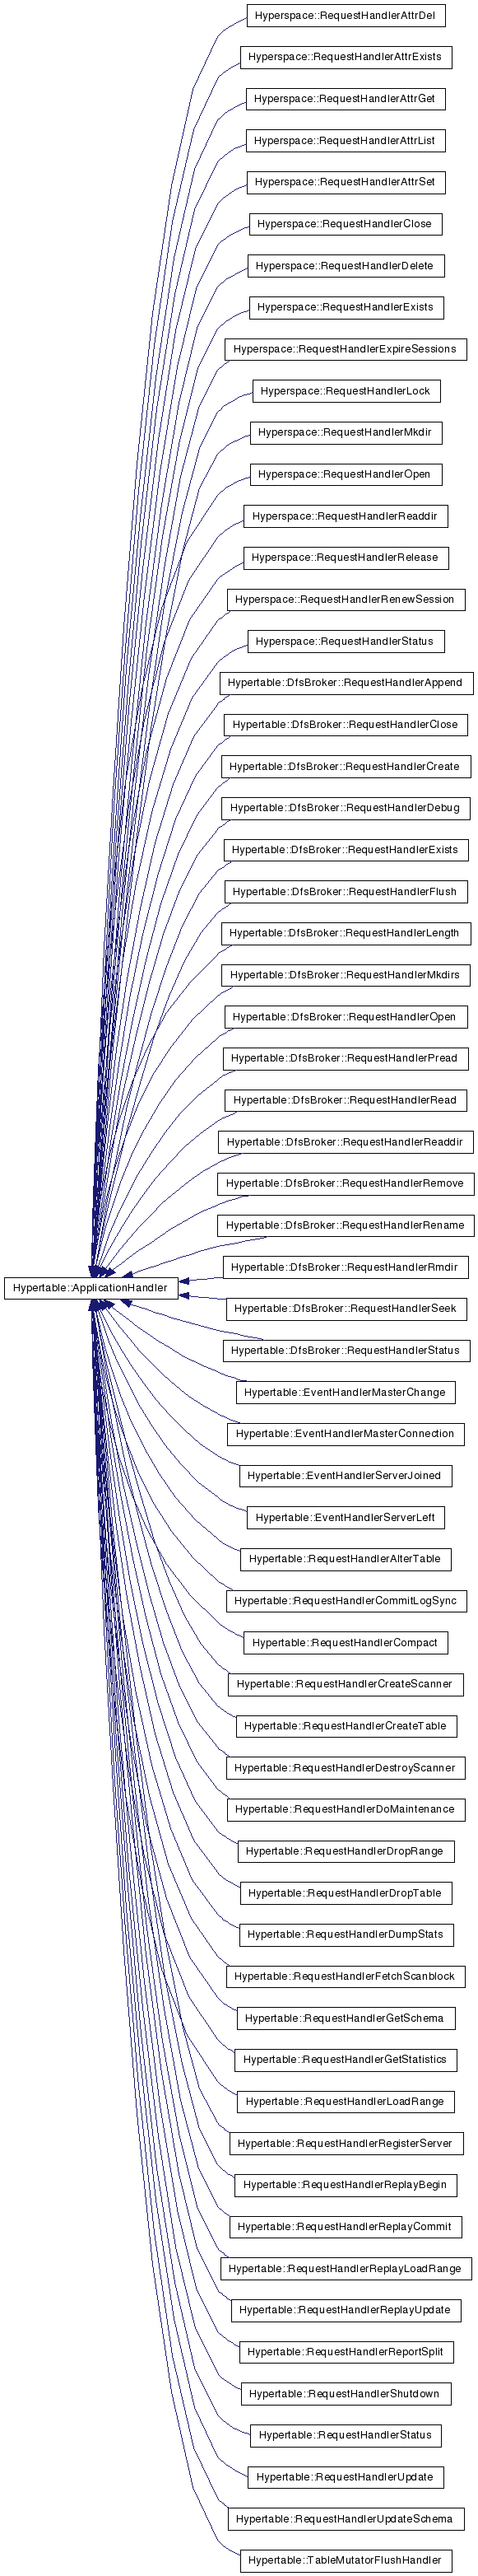 Hyperspace::RequestHandlerAttrDel
Hyperspace::RequestHandlerAttrExists
Hyperspace::RequestHandlerAttrGet
Hyperspace::RequestHandlerAttrList
Hyperspace::RequestHandlerAttrSet
Hyperspace::RequestHandlerClose
Hyperspace::RequestHandlerDelete
Hyperspace::RequestHandlerExists
Hyperspace::RequestHandlerExpireSessions
Hyperspace::RequestHandlerLock
Hyperspace::RequestHandlerMkdir
Hyperspace::RequestHandlerOpen
Hyperspace::RequestHandlerReaddir
Hyperspace::RequestHandlerRelease
Hyperspace::RequestHandlerRenewSession
Hyperspace::RequestHandlerStatus
Hypertable::DfsBroker::RequestHandlerAppend
Hypertable::DfsBroker::RequestHandlerClose
Hypertable::DfsBroker::RequestHandlerCreate
Hypertable::DfsBroker::RequestHandlerDebug
Hypertable::DfsBroker::RequestHandlerExists
Hypertable::DfsBroker::RequestHandlerFlush
Hypertable::DfsBroker::RequestHandlerLength
Hypertable::DfsBroker::RequestHandlerMkdirs
Hypertable::DfsBroker::RequestHandlerOpen
Hypertable::DfsBroker::RequestHandlerPread
Hypertable::DfsBroker::RequestHandlerRead
Hypertable::DfsBroker::RequestHandlerReaddir
Hypertable::DfsBroker::RequestHandlerRemove
Hypertable::DfsBroker::RequestHandlerRename
Hypertable::DfsBroker::RequestHandlerRmdir
Hypertable::ApplicationHandler
Hypertable::DfsBroker::RequestHandlerSeek
Hypertable::DfsBroker::RequestHandlerStatus
Hypertable::EventHandlerMasterChange
Hypertable::EventHandlerMasterConnection
Hypertable::EventHandlerServerJoined
Hypertable::EventHandlerServerLeft
Hypertable::RequestHandlerAlterTable
Hypertable::RequestHandlerCommitLogSync
Hypertable::RequestHandlerCompact
Hypertable::RequestHandlerCreateScanner
Hypertable::RequestHandlerCreateTable
Hypertable::RequestHandlerDestroyScanner
Hypertable::RequestHandlerDoMaintenance
Hypertable::RequestHandlerDropRange
Hypertable::RequestHandlerDropTable
Hypertable::RequestHandlerDumpStats
Hypertable::RequestHandlerFetchScanblock
Hypertable::RequestHandlerGetSchema
Hypertable::RequestHandlerGetStatistics
Hypertable::RequestHandlerLoadRange
Hypertable::RequestHandlerRegisterServer
Hypertable::RequestHandlerReplayBegin
Hypertable::RequestHandlerReplayCommit
Hypertable::RequestHandlerReplayLoadRange
Hypertable::RequestHandlerReplayUpdate
Hypertable::RequestHandlerReportSplit
Hypertable::RequestHandlerShutdown
Hypertable::RequestHandlerStatus
Hypertable::RequestHandlerUpdate
Hypertable::RequestHandlerUpdateSchema
Hypertable::TableMutatorFlushHandler